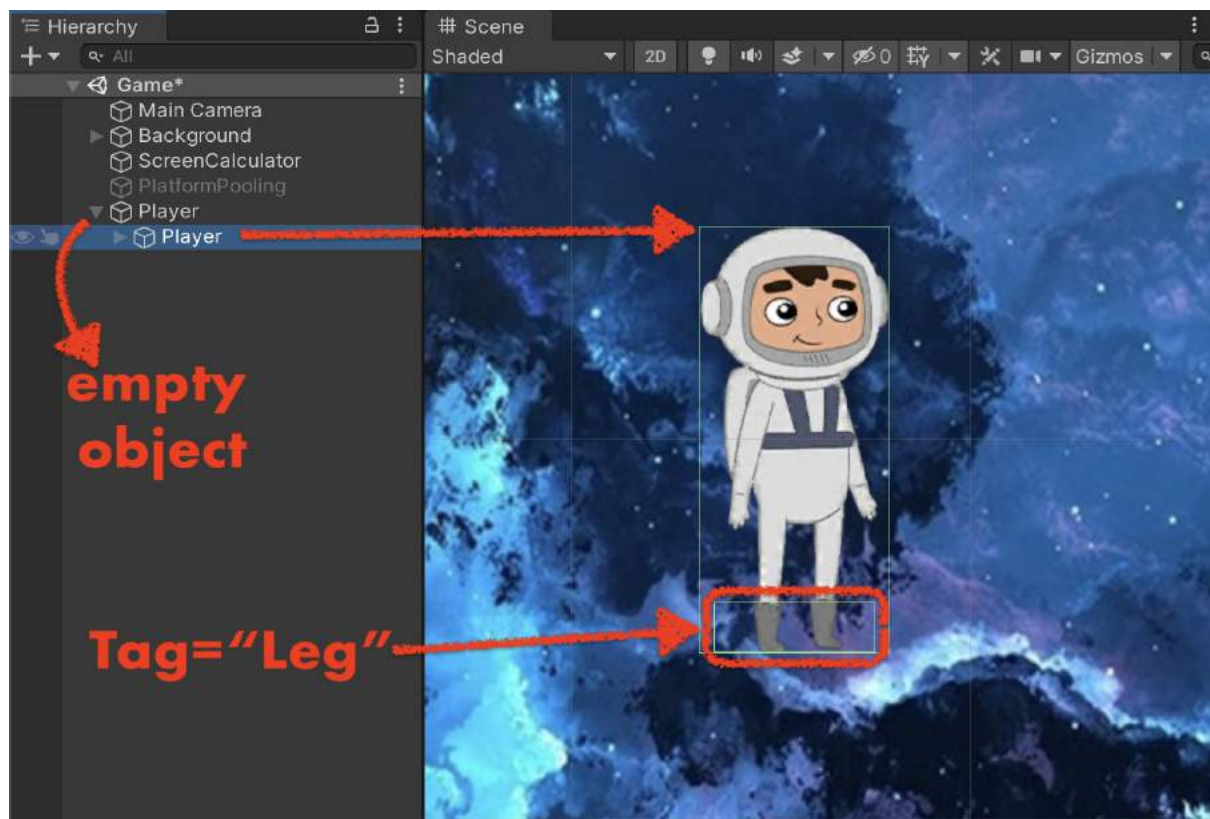 Hierarchy
All
Game*
Main Camera
Background
ScreenCalculator
PlatformPooling
Player
Player
# Scene
Shaded
2D
0
Gizmos
empty
object
Tag="Leg"